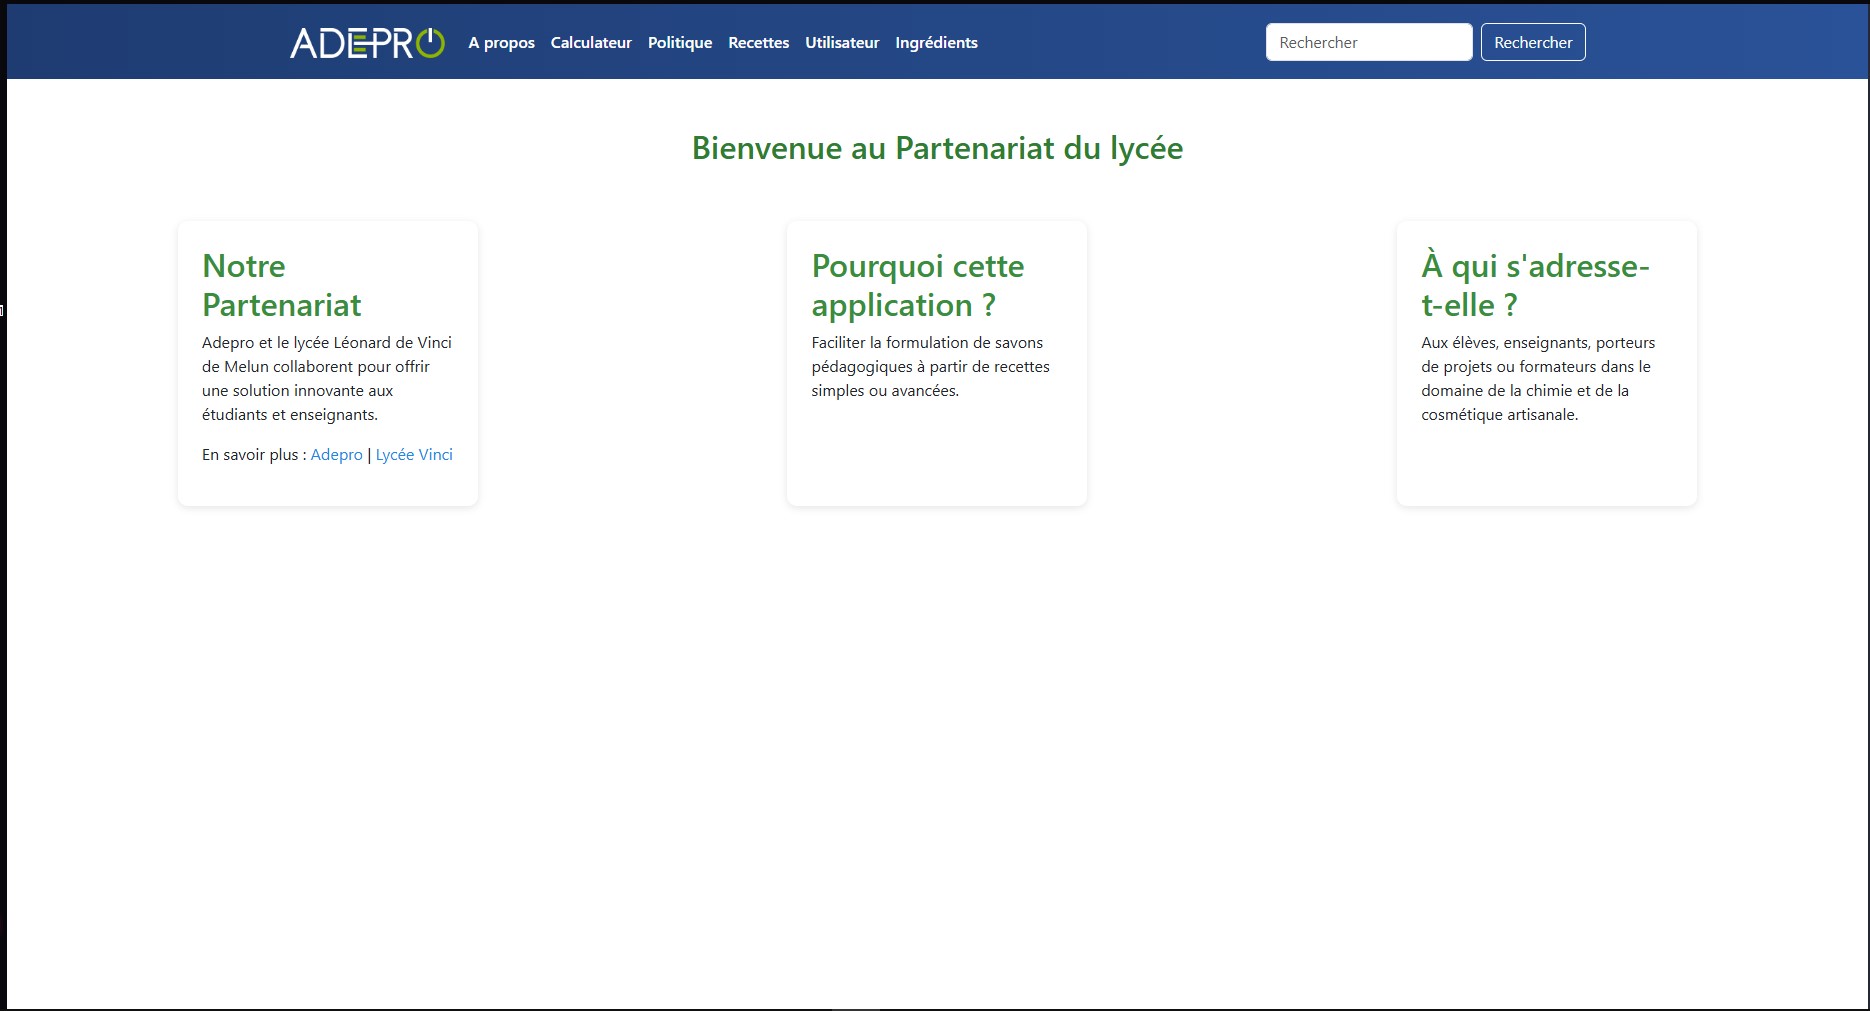 ADEPRO A propos Calculateur Politique Recettes Utilisateur Ingrédients Rechercher Rechercher
Bienvenue au Partenariat du lycée
Notre
Partenariat
Adepro et le lycée Léonard de Vinci
de Melun collaborent pour offrir
une solution innovante aux
étudiants et enseignants.
En savoir plus : Adepro | Lycée Vinci
Pourquoi cette
application ?
Faciliter la formulation de savons
pédagogiques à partir de recettes
simples ou avancées.
À qui s'adresse-
t-elle ?
Aux élèves, enseignants, porteurs
de projets ou formateurs dans le
domaine de la chimie et de la
cosmétique artisanale.